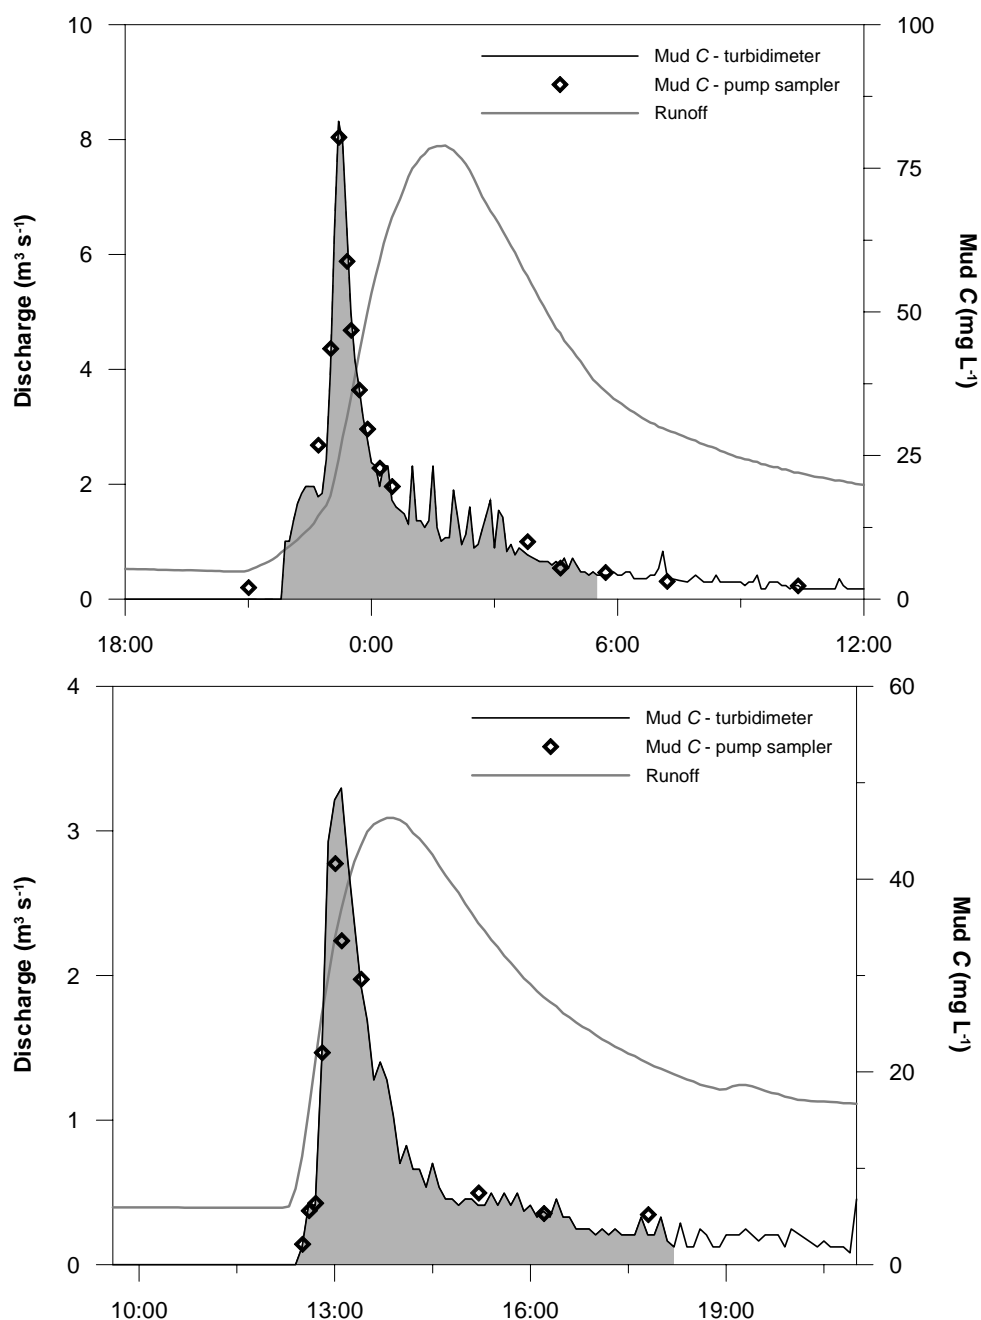 10
8
6
4
2
0
Discharge (m³ s⁻¹)
Mud C - turbidimeter
Mud C - pump sampler
Runoff
100
75
50
25
0
Mud C (mg L⁻¹)
18:00 0:00 6:00 12:00
4
3
2
1
0
Discharge (m³ s⁻¹)
Mud C - turbidimeter
Mud C - pump sampler
Runoff
60
40
20
0
Mud C (mg L⁻¹)
10:00 13:00 16:00 19:00